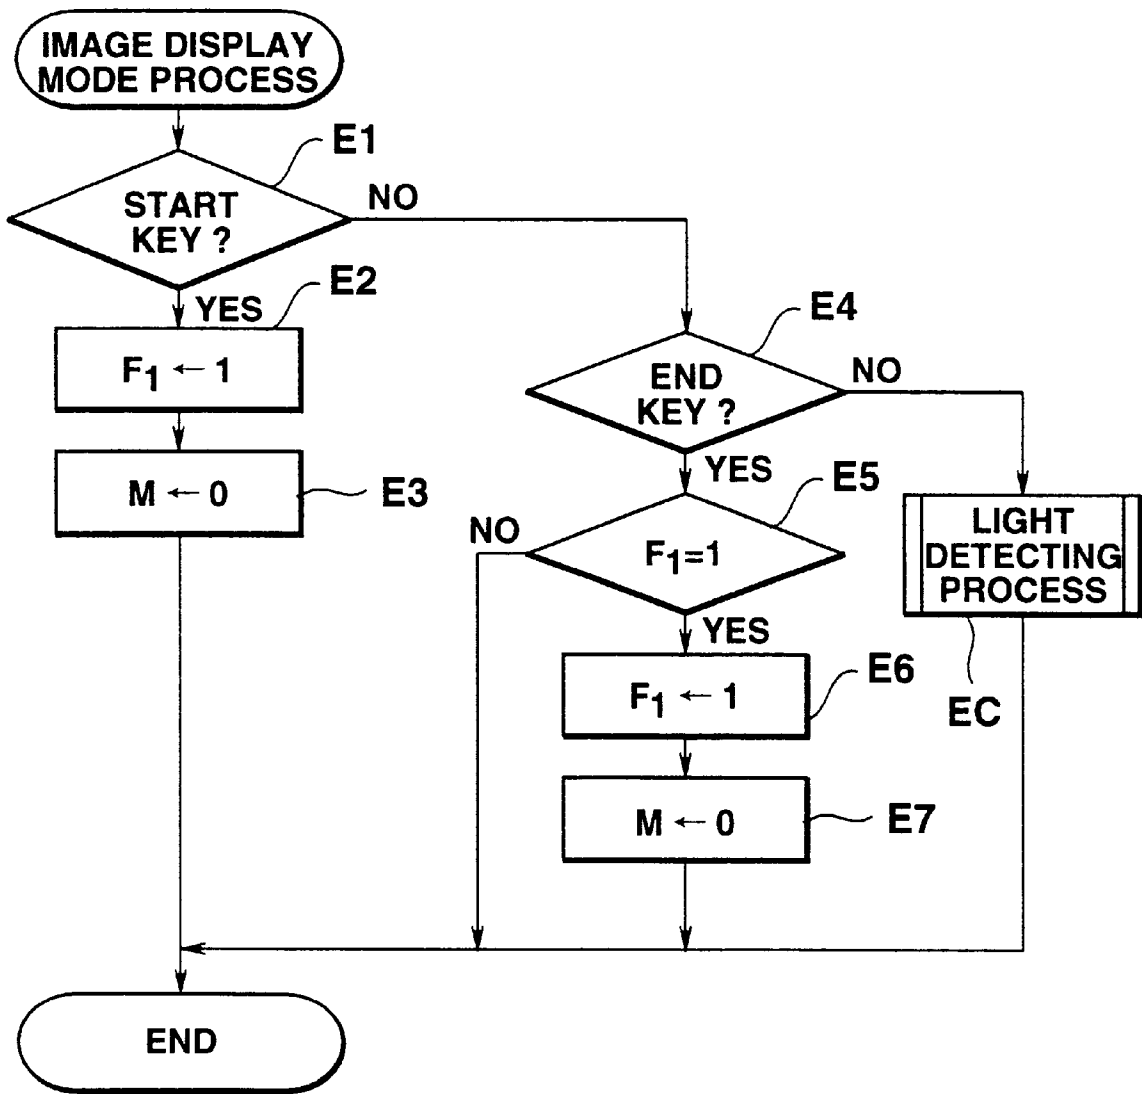 IMAGE DISPLAY
MODE PROCESS
E1
START
KEY ?
NO
YES
E2
F₁ ← 1
M ← 0
E3
E4
END
KEY ?
NO
YES
E5
F₁=1
NO
YES
LIGHT
DETECTING
PROCESS
EC
E6
F₁ ← 1
M ← 0
E7
END